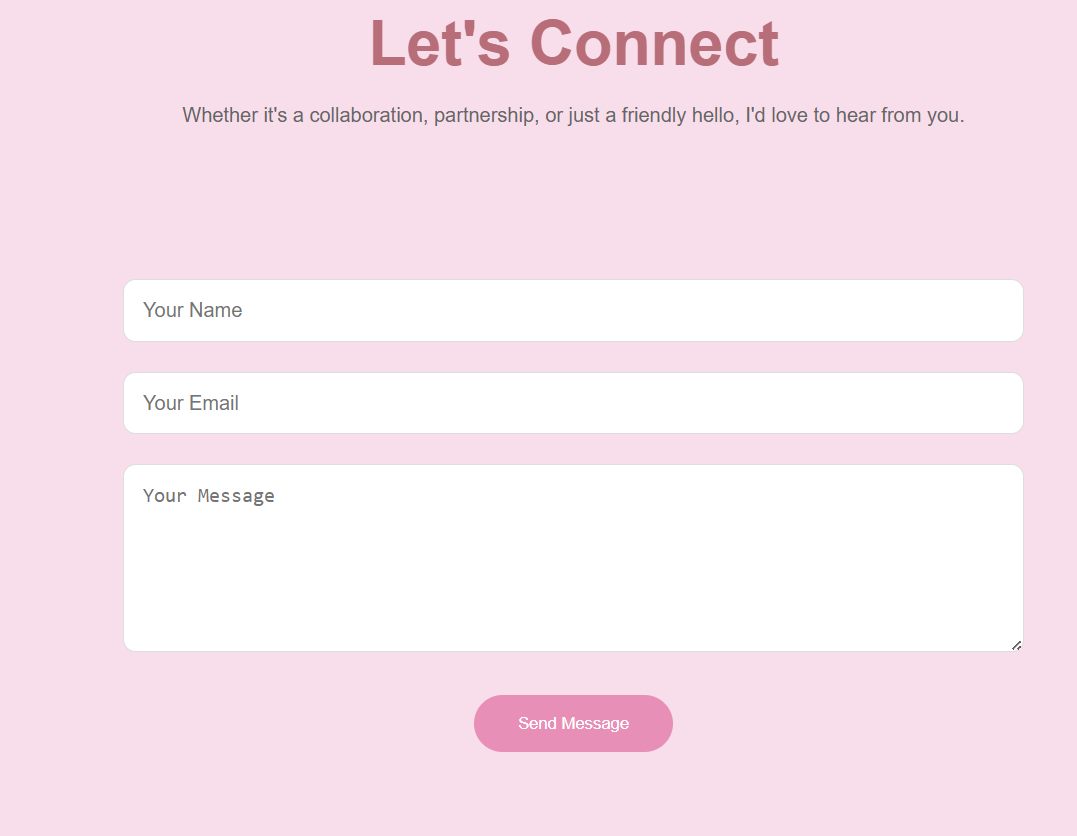 Let's Connect
Whether it's a collaboration, partnership, or just a friendly hello, I'd love to hear from you.
Your Name
Your Email
Your Message
Send Message